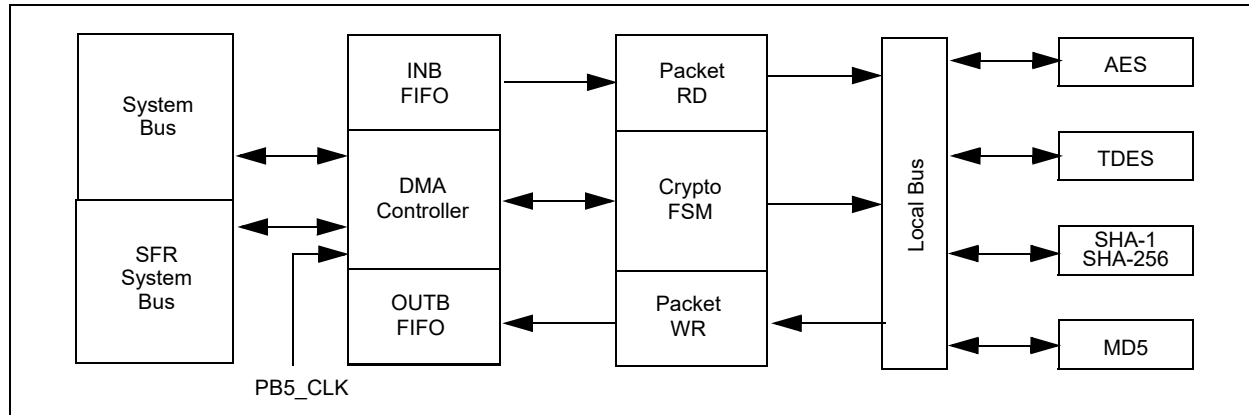 System
Bus
SFR
System
Bus
INB
FIFO
DMA
Controller
OUTB
FIFO
PB5_CLK
Packet
RD
Crypto
FSM
Packet
WR
Local Bus
AES
TDES
SHA-1
SHA-256
MD5